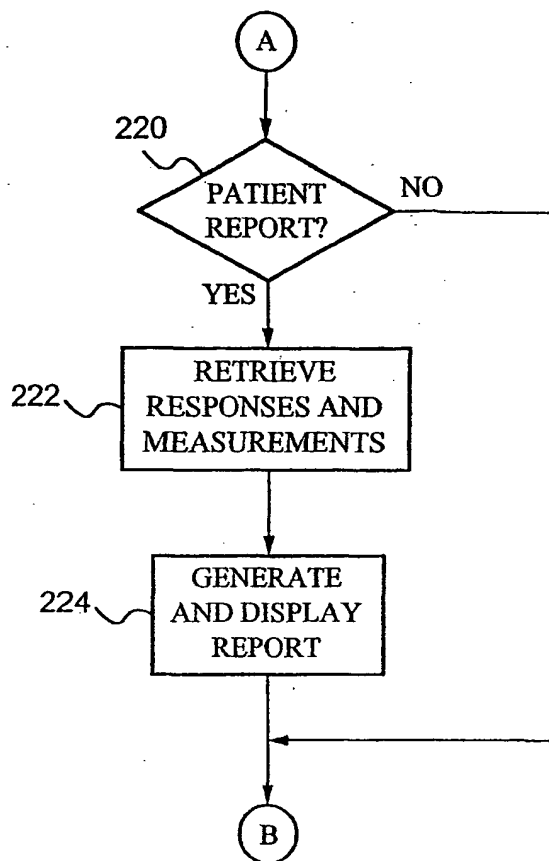 A
220
PATIENT
REPORT?
NO
YES
222
RETRIEVE
RESPONSES AND
MEASUREMENTS
224
GENERATE
AND DISPLAY
REPORT
B